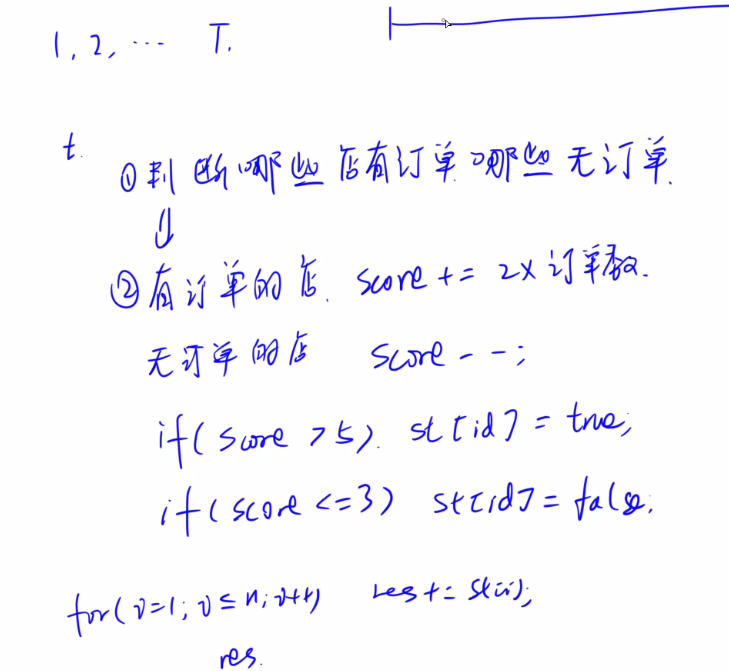 1, 2, ... T.
t.
①判断哪些店有订单 哪些无订单.
⇓
②有订单的店. score += 2×订单数.
无订单的店 score--;
if(score >5). st[id] = true;
if(score <=3) st[id] = false.
for(i=1; i≤n; i++) res += st[i];
res.